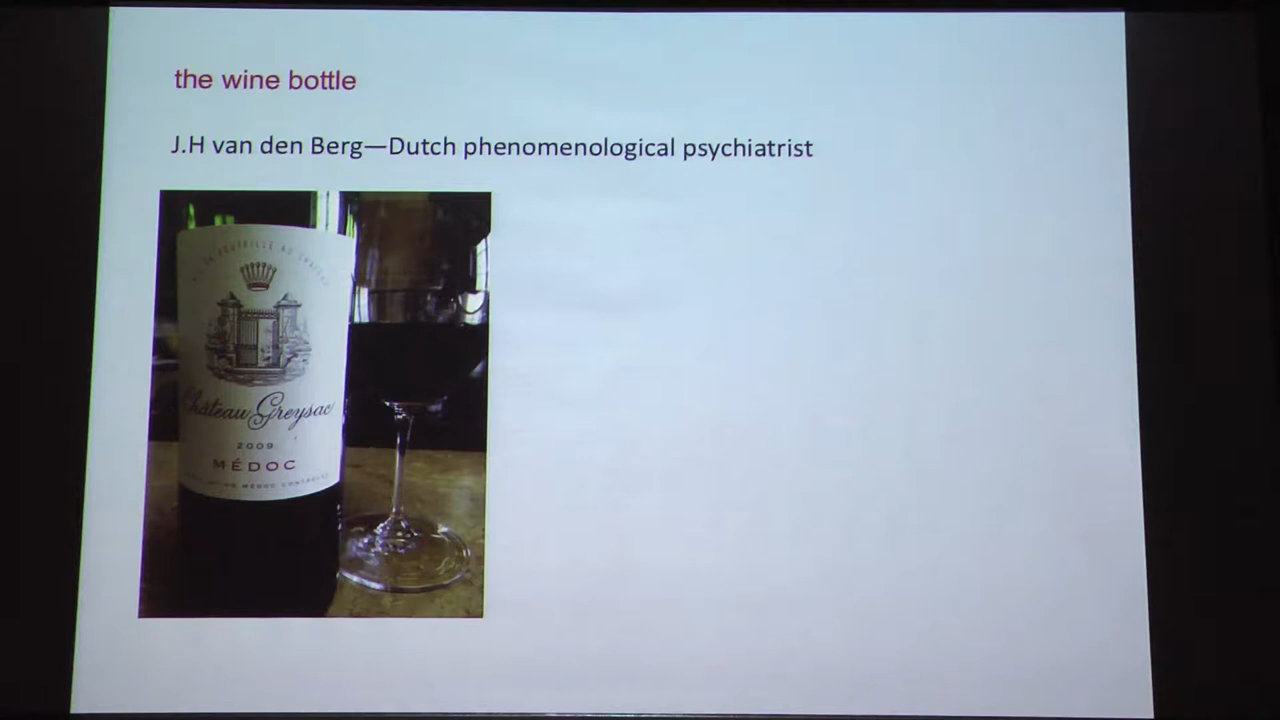 the wine bottle
J.H van den Berg—Dutch phenomenological psychiatrist
Château Greysac
2009
MÉDOC